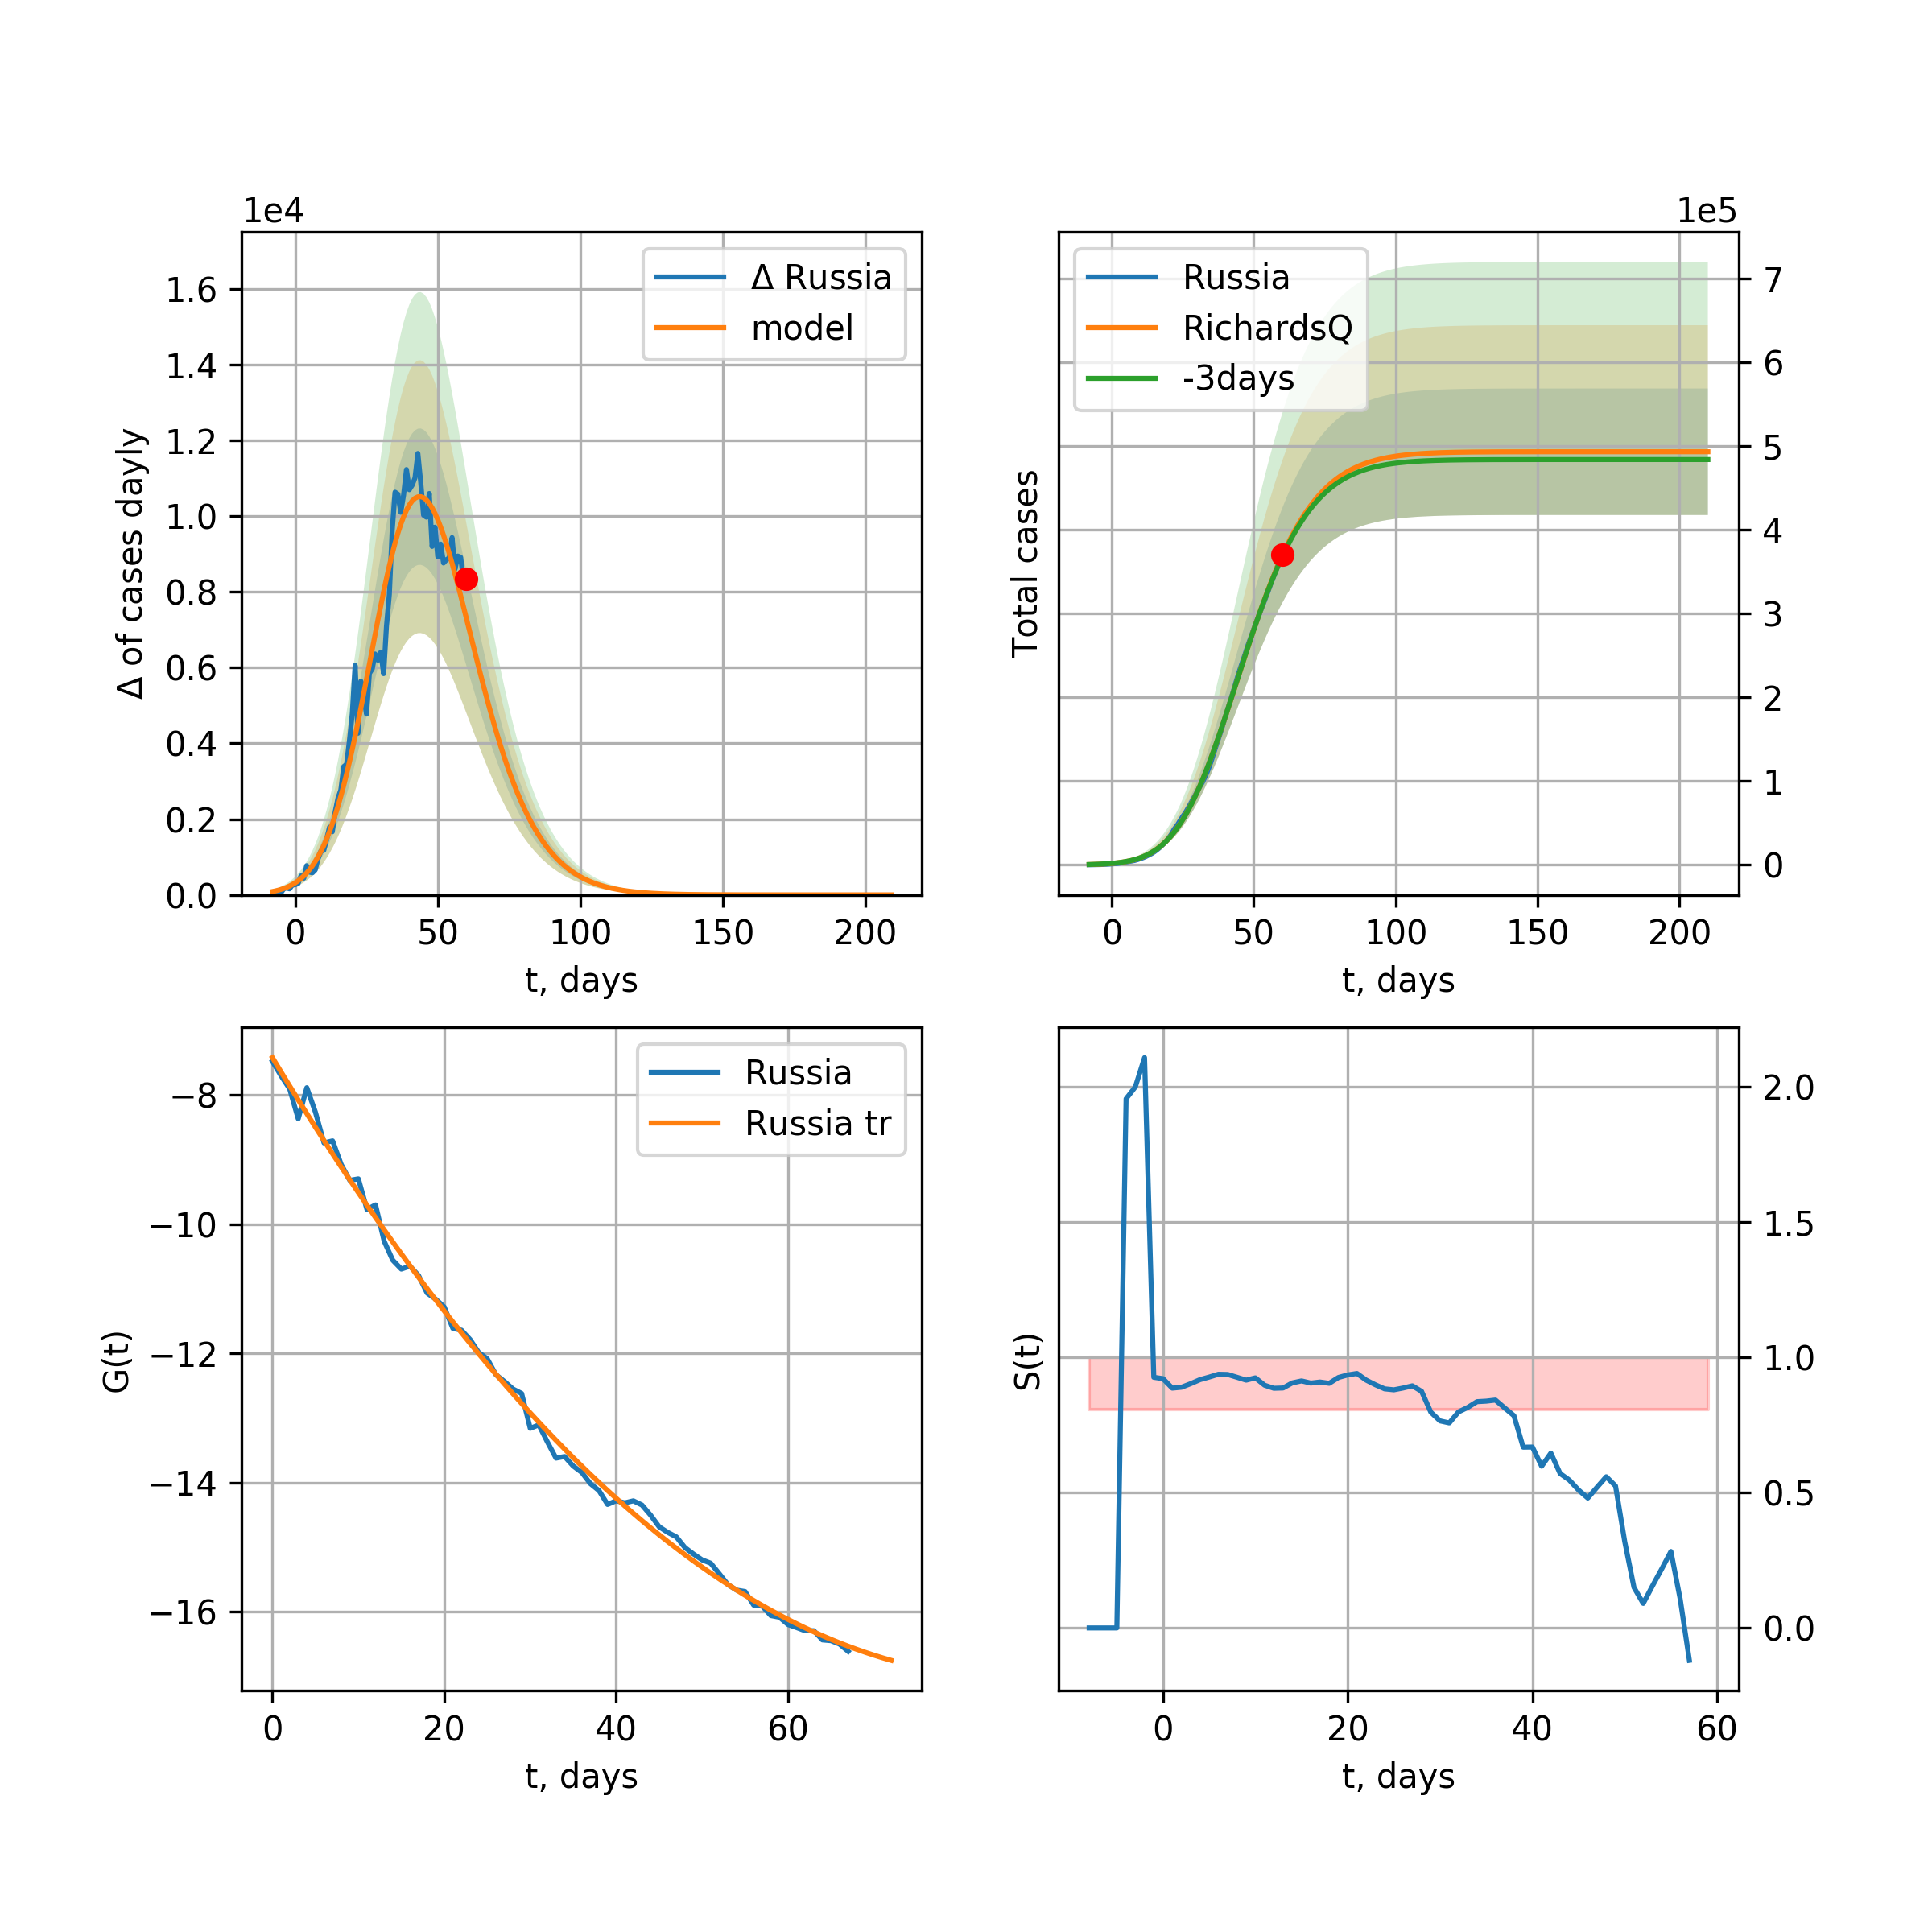 1e4
Δ of cases dayly
1.6
1.4
1.2
1.0
0.8
0.6
0.4
0.2
0.0
Δ Russia
model
0 50 100 150 200
t, days
1e5
Total cases
Russia
RichardsQ
-3days
7
6
5
4
3
2
1
0
0 50 100 150 200
t, days
G(t)
−8
−10
−12
−14
−16
Russia
Russia tr
0 20 40 60
t, days
S(t)
2.0
1.5
1.0
0.5
0.0
0 20 40 60
t, days